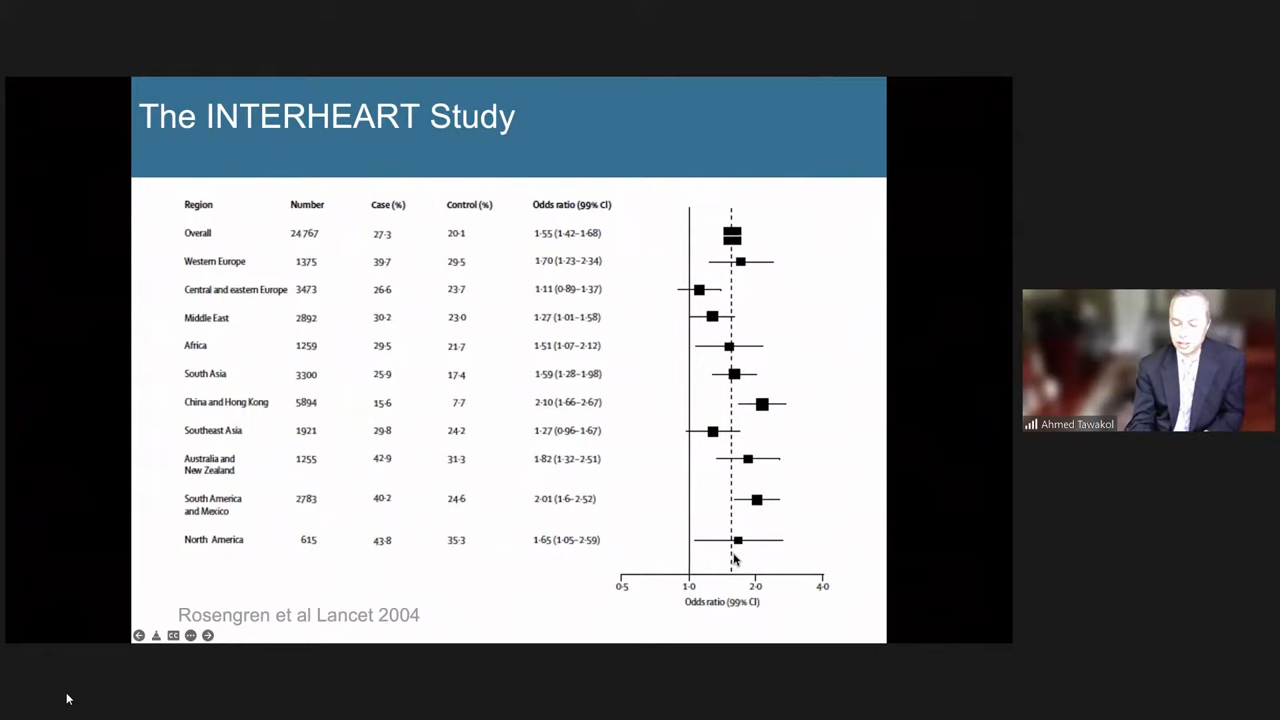 The INTERHEART Study
Region Number Case (%) Control (%) Odds ratio (99% CI)
Overall 24 767 27·3 20·1 1·55 (1·42–1·68)
Western Europe 1375 39·7 29·5 1·70 (1·23–2·34)
Central and eastern Europe 3473 26·6 23·7 1·11 (0·89–1·37)
Middle East 2892 30·2 23·0 1·27 (1·01–1·58)
Africa 1259 29·5 21·7 1·51 (1·07–2·12)
South Asia 3300 25·9 17·4 1·59 (1·28–1·98)
China and Hong Kong 5894 15·6 7·7 2·10 (1·66–2·67)
Southeast Asia 1921 29·8 24·2 1·27 (0·96–1·67)
Australia and 1255 42·9 31·3 1·82 (1·32–2·51)
New Zealand
South America 2783 40·2 24·6 2·01 (1·6–2·52)
and Mexico
North America 615 43·8 35·3 1·65 (1·05–2·59)
0·5 1·0 2·0 4·0
Odds ratio (99% CI)
Rosengren et al Lancet 2004
CC
Ahmed Tawakol